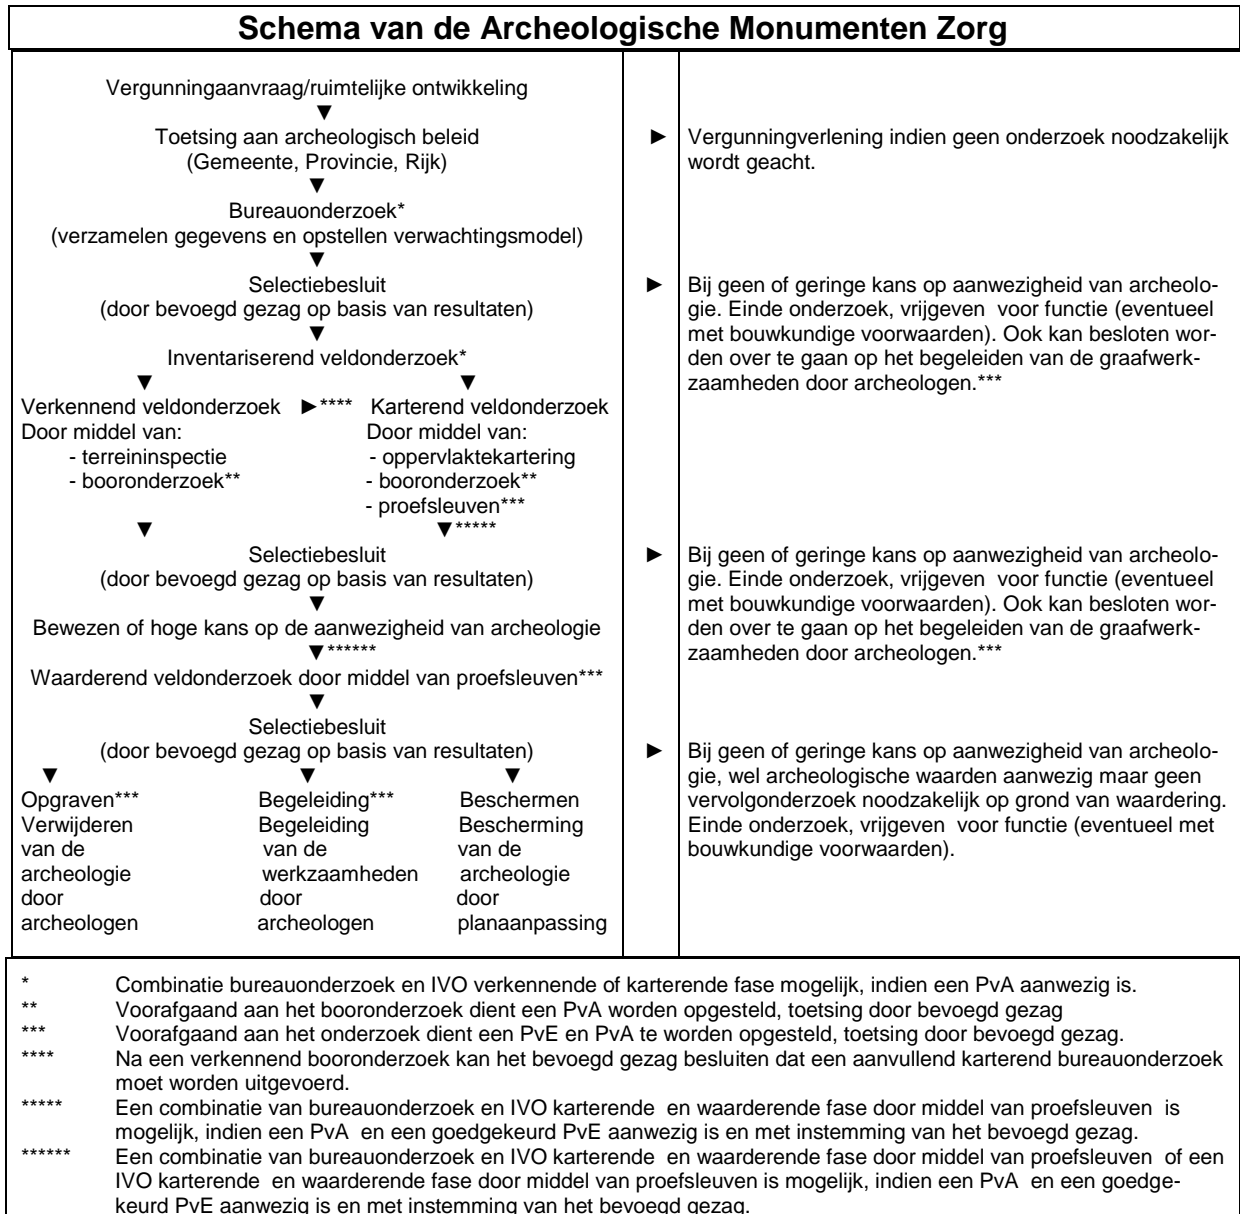 Schema van de Archeologische Monumenten Zorg
Vergunningaanvraag/ruimtelijke ontwikkeling
▼
Toetsing aan archeologisch beleid
(Gemeente, Provincie, Rijk)
► Vergunningverlening indien geen onderzoek noodzakelijk
wordt geacht.
▼
Bureauonderzoek*
(verzamelen gegevens en opstellen verwachtingsmodel)
▼
Selectiebesluit
(door bevoegd gezag op basis van resultaten)
► Bij geen of geringe kans op aanwezigheid van archeolo-
gie. Einde onderzoek, vrijgeven voor functie (eventueel
met bouwkundige voorwaarden). Ook kan besloten wor-
den over te gaan op het begeleiden van de graafwerk-
zaamheden door archeologen.***
▼
Inventariserend veldonderzoek*
▼ ▼
Verkennend veldonderzoek ►**** Karterend veldonderzoek
Door middel van: Door middel van:
- terreininspectie - oppervlaktekartering
- booronderzoek** - booronderzoek**
- proefsleuven***
▼ ▼*****
Selectiebesluit
(door bevoegd gezag op basis van resultaten)
► Bij geen of geringe kans op aanwezigheid van archeolo-
gie. Einde onderzoek, vrijgeven voor functie (eventueel
met bouwkundige voorwaarden). Ook kan besloten wor-
den over te gaan op het begeleiden van de graafwerk-
zaamheden door archeologen.***
▼
Bewezen of hoge kans op de aanwezigheid van archeologie
▼******
Waarderend veldonderzoek door middel van proefsleuven***
▼
Selectiebesluit
(door bevoegd gezag op basis van resultaten)
► Bij geen of geringe kans op aanwezigheid van archeolo-
gie, wel archeologische waarden aanwezig maar geen
vervolgonderzoek noodzakelijk op grond van waardering.
Einde onderzoek, vrijgeven voor functie (eventueel met
bouwkundige voorwaarden).
▼ ▼ ▼
Opgraven*** Begeleiding*** Beschermen
Verwijderen Begeleiding Bescherming
van de van de van de
archeologie werkzaamheden archeologie
door door door
archeologen archeologen planaanpassing
* Combinatie bureauonderzoek en IVO verkennende of karterende fase mogelijk, indien een PvA aanwezig is.
** Voorafgaand aan het booronderzoek dient een PvA worden opgesteld, toetsing door bevoegd gezag
*** Voorafgaand aan het onderzoek dient een PvE en PvA te worden opgesteld, toetsing door bevoegd gezag.
**** Na een verkennend booronderzoek kan het bevoegd gezag besluiten dat een aanvullend karterend bureauonderzoek
moet worden uitgevoerd.
***** Een combinatie van bureauonderzoek en IVO karterende en waarderende fase door middel van proefsleuven is
mogelijk, indien een PvA en een goedgekeurd PvE aanwezig is en met instemming van het bevoegd gezag.
****** Een combinatie van bureauonderzoek en IVO karterende en waarderende fase door middel van proefsleuven of een
IVO karterende en waarderende fase door middel van proefsleuven is mogelijk, indien een PvA en een goedge-
keurd PvE aanwezig is en met instemming van het bevoegd gezag.